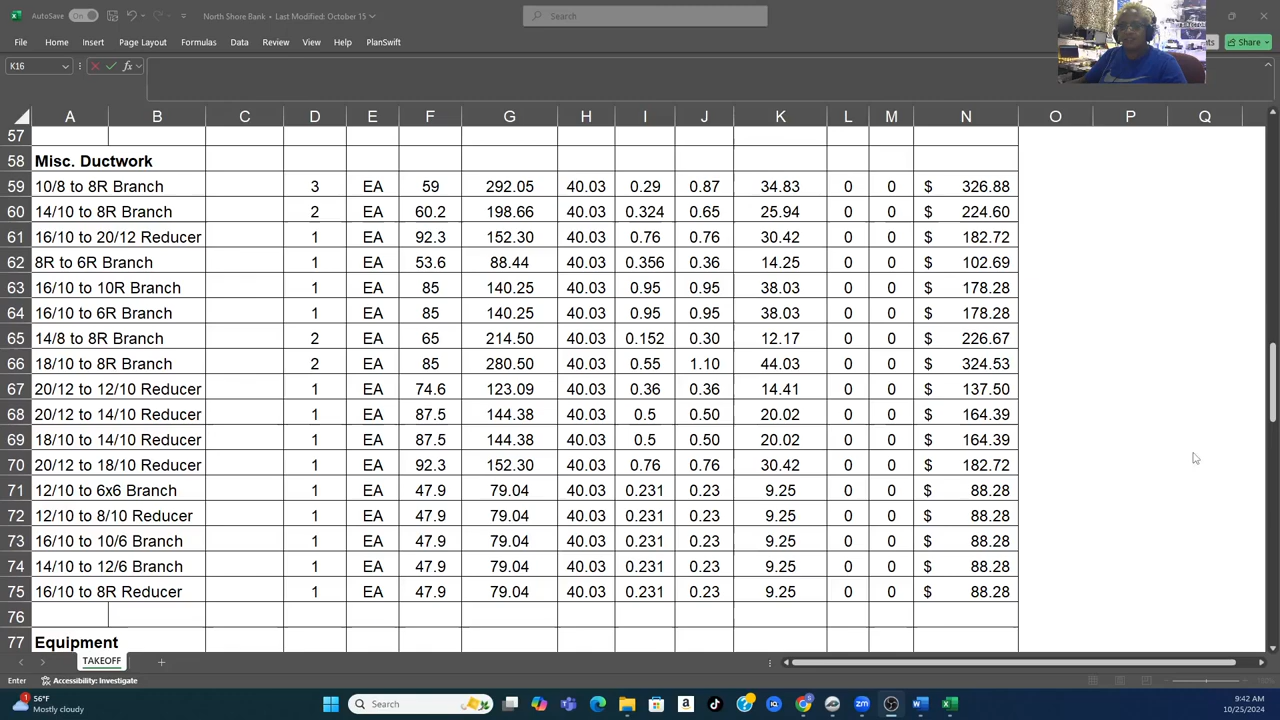 AutoSave On North Shore Bank • Last Modified: October 15 Search
File Home Insert Page Layout Formulas Data Review View Help PlanSwift Share
K16 fx
A B C D E F G H I J K L M N O P Q
57
58 Misc. Ductwork
59 10/8 to 8R Branch 3 EA 59 292.05 40.03 0.29 0.87 34.83 0 0 $ 326.88
60 14/10 to 8R Branch 2 EA 60.2 198.66 40.03 0.324 0.65 25.94 0 0 $ 224.60
61 16/10 to 20/12 Reducer 1 EA 92.3 152.30 40.03 0.76 0.76 30.42 0 0 $ 182.72
62 8R to 6R Branch 1 EA 53.6 88.44 40.03 0.356 0.36 14.25 0 0 $ 102.69
63 16/10 to 10R Branch 1 EA 85 140.25 40.03 0.95 0.95 38.03 0 0 $ 178.28
64 16/10 to 6R Branch 1 EA 85 140.25 40.03 0.95 0.95 38.03 0 0 $ 178.28
65 14/8 to 8R Branch 2 EA 65 214.50 40.03 0.152 0.30 12.17 0 0 $ 226.67
66 18/10 to 8R Branch 2 EA 85 280.50 40.03 0.55 1.10 44.03 0 0 $ 324.53
67 20/12 to 12/10 Reducer 1 EA 74.6 123.09 40.03 0.36 0.36 14.41 0 0 $ 137.50
68 20/12 to 14/10 Reducer 1 EA 87.5 144.38 40.03 0.5 0.50 20.02 0 0 $ 164.39
69 18/10 to 14/10 Reducer 1 EA 87.5 144.38 40.03 0.5 0.50 20.02 0 0 $ 164.39
70 20/12 to 18/10 Reducer 1 EA 92.3 152.30 40.03 0.76 0.76 30.42 0 0 $ 182.72
71 12/10 to 6x6 Branch 1 EA 47.9 79.04 40.03 0.231 0.23 9.25 0 0 $ 88.28
72 12/10 to 8/10 Reducer 1 EA 47.9 79.04 40.03 0.231 0.23 9.25 0 0 $ 88.28
73 16/10 to 10/6 Branch 1 EA 47.9 79.04 40.03 0.231 0.23 9.25 0 0 $ 88.28
74 14/10 to 12/6 Branch 1 EA 47.9 79.04 40.03 0.231 0.23 9.25 0 0 $ 88.28
75 16/10 to 8R Reducer 1 EA 47.9 79.04 40.03 0.231 0.23 9.25 0 0 $ 88.28
76
77 Equipment
TAKEOFF
Enter Accessibility: Investigate
1 56°F Mostly cloudy Search 9:42 AM
10/25/2024